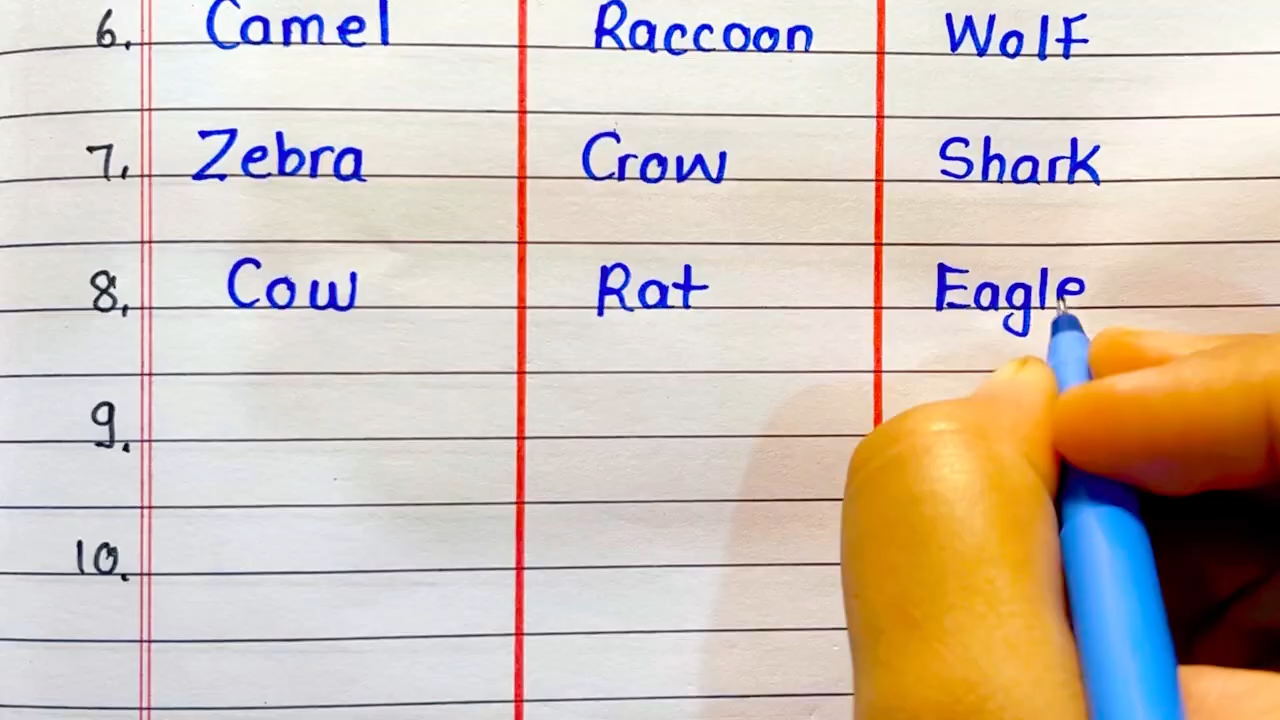 6. Camel Raccoon Wolf
7. Zebra Crow Shark
8. Cow Rat Eagle
9.
10.